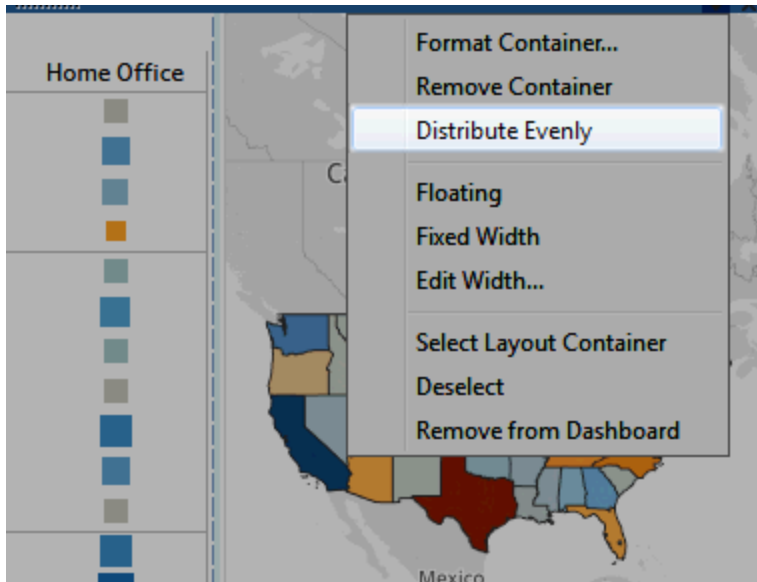 Home Office
Format Container...
Remove Container
Distribute Evenly
Floating
Fixed Width
Edit Width...
Select Layout Container
Deselect
Remove from Dashboard
Mexico